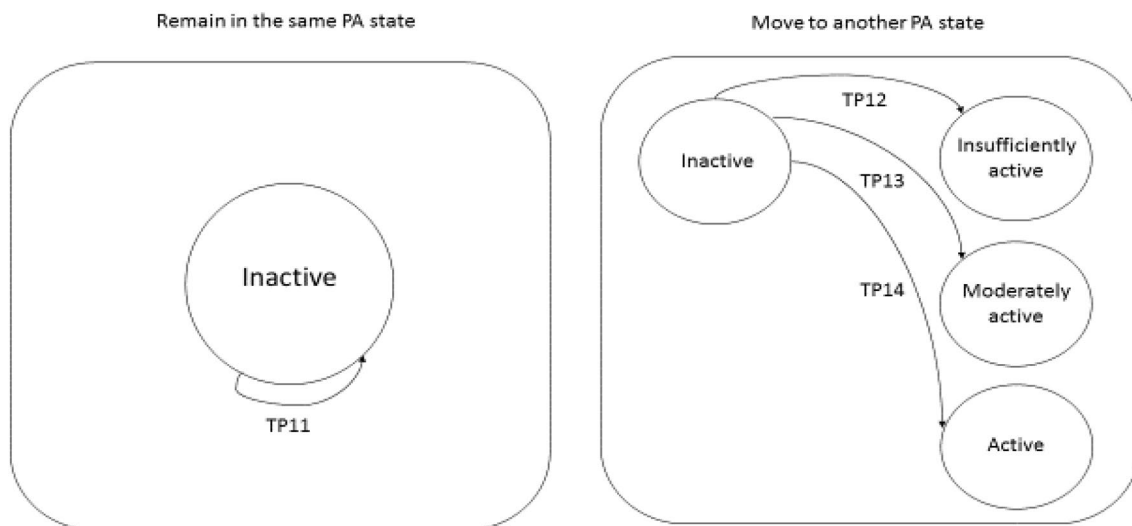 Remain in the same PA state
Inactive
TP11
Move to another PA state
Inactive
TP12
TP13
TP14
Insufficiently
active
Moderately
active
Active